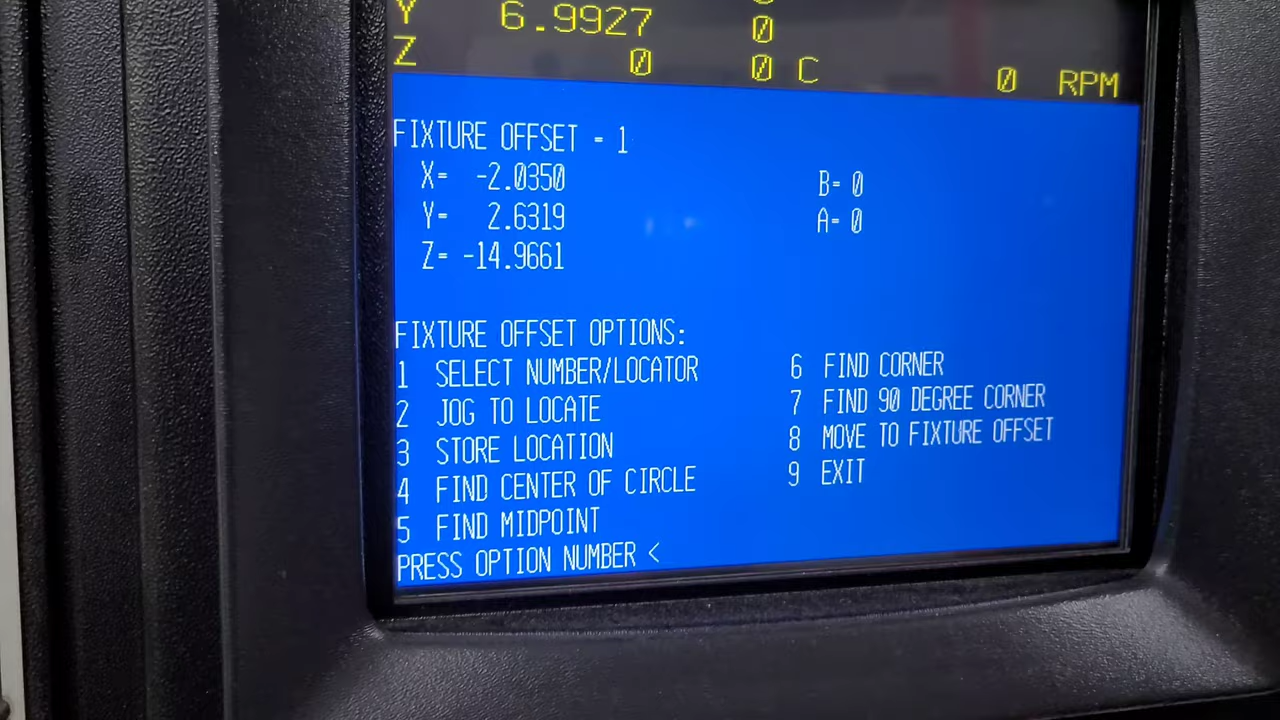 Y 6.9927 0
Z 0 0 C 0 RPM
FIXTURE OFFSET - 1
X= -2.0350 B- 0
Y= 2.6319 A- 0
Z- -14.9661
FIXTURE OFFSET OPTIONS:
1 SELECT NUMBER/LOCATOR
2 JOG TO LOCATE
3 STORE LOCATION
4 FIND CENTER OF CIRCLE
5 FIND MIDPOINT
6 FIND CORNER
7 FIND 90 DEGREE CORNER
8 MOVE TO FIXTURE OFFSET
9 EXIT
PRESS OPTION NUMBER <